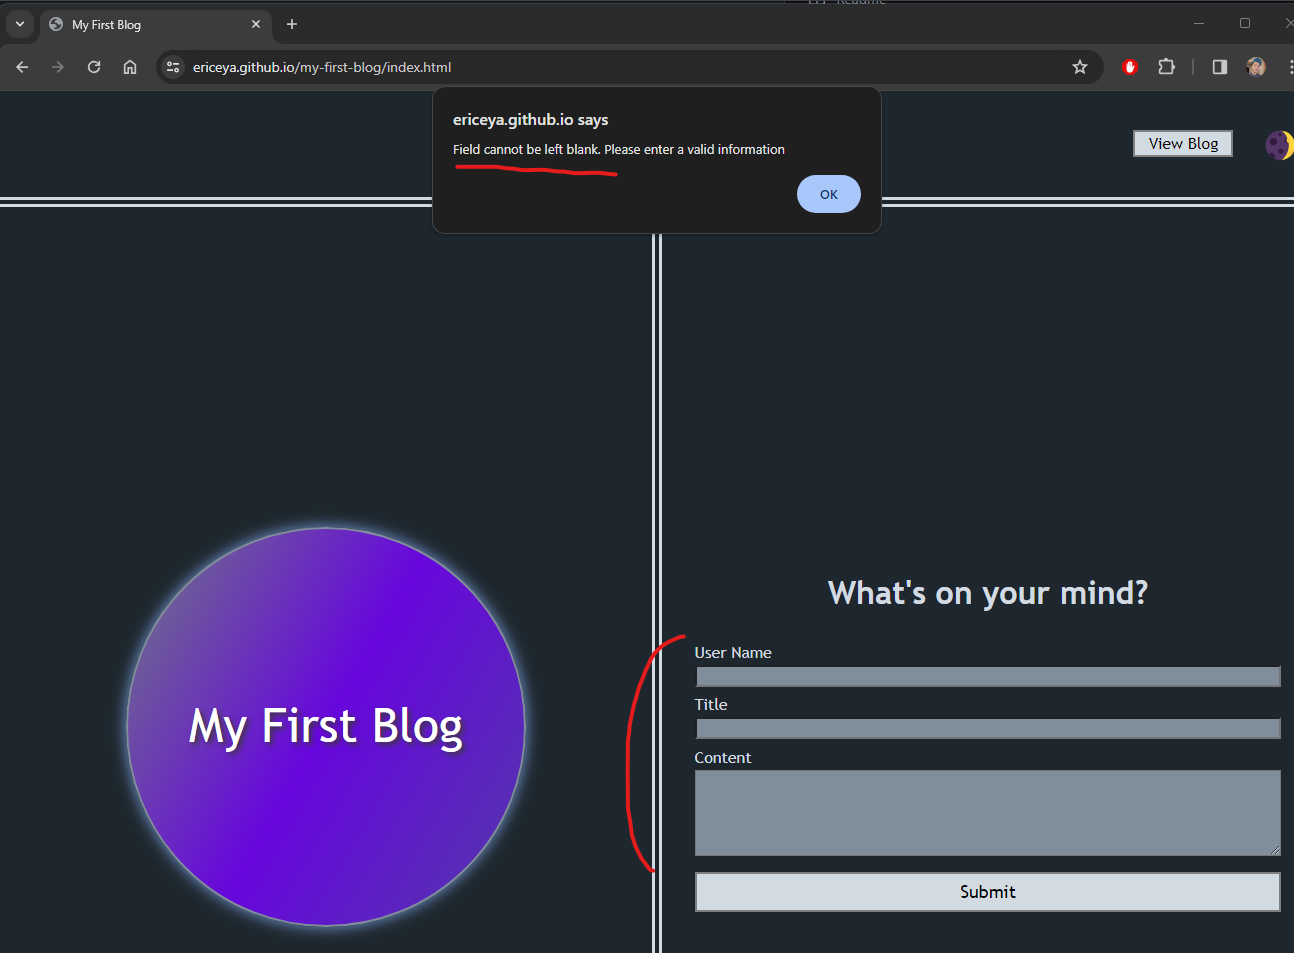 Readme
My First Blog
ericeya.github.io/my-first-blog/index.html
ericeya.github.io says
Field cannot be left blank. Please enter a valid information
OK
View Blog
What's on your mind?
User Name
Title
My First Blog
Content
Submit